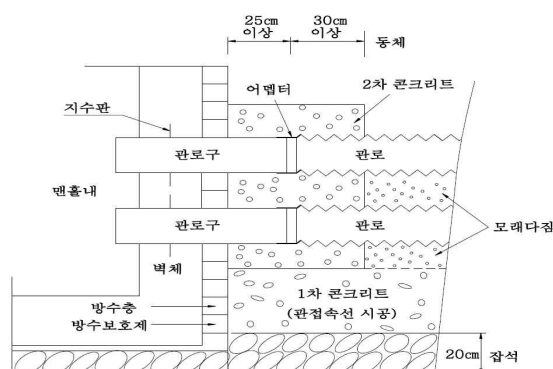 25cm
이상
30cm
이상
동체
어댑터
2차 콘크리트
지수판
관로구
관로
맨홀내
관로구
관로
모래다짐
벽체
방수층
방수보호제
1차 콘크리트
(관접속선 시공)
20cm
잡석